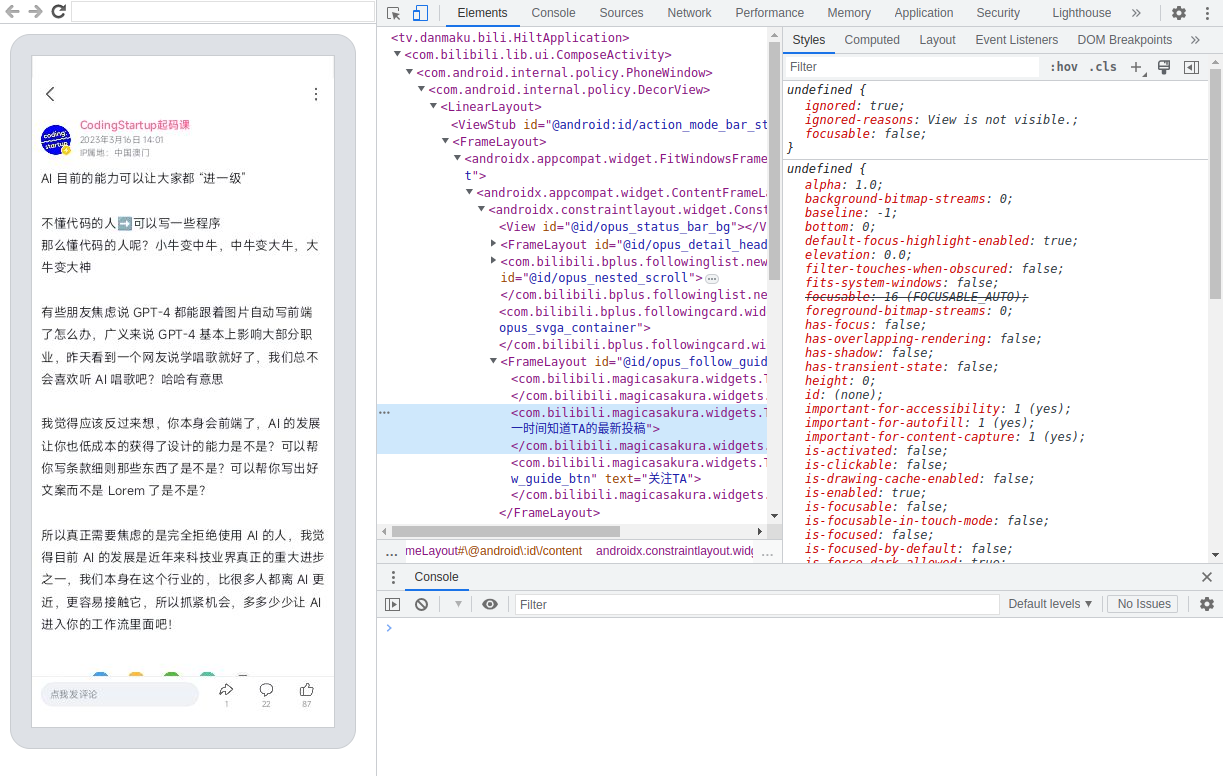 Elements Console Sources Network Performance Memory Application Security Lighthouse »
CodingStartup起码课
2023年3月16日 14:01
IP属地：中国澳门
coding.
startup
AI 目前的能力可以让大家都 “进一级”
不懂代码的人➡️可以写一些程序
那么懂代码的人呢？小牛变中牛，中牛变大牛，大
牛变大神
有些朋友焦虑说 GPT-4 都能跟着图片自动写前端
了怎么办，广义来说 GPT-4 基本上影响大部分职
业，昨天看到一个网友说学唱歌就好了，我们总不
会喜欢听 AI 唱歌吧？哈哈有意思
我觉得应该反过来想，你本身会前端了，AI 的发展
让你也低成本的获得了设计的能力是不是？可以帮
你写条款细则那些东西了是不是？可以帮你写出好
文案而不是 Lorem 了是不是？
所以真正需要焦虑的是完全拒绝使用 AI 的人，我觉
得目前 AI 的发展是近年来科技业界真正的重大进步
之一，我们本身在这个行业的，比很多人都离 AI 更
近，更容易接触它，所以抓紧机会，多多少少让 AI
进入你的工作流里面吧！
点我发评论
1 22 87
<tv.danmaku.bili.HiltApplication>
<com.bilibili.lib.ui.ComposeActivity>
<com.android.internal.policy.PhoneWindow>
<com.android.internal.policy.DecorView>
<LinearLayout>
<ViewStub id="@android:id/action_mode_bar_st
<FrameLayout>
<androidx.appcompat.widget.FitWindowsFrame
t">
<androidx.appcompat.widget.ContentFrameLa
<androidx.constraintlayout.widget.Const
<View id="@id/opus_status_bar_bg"></V
<FrameLayout id="@id/opus_detail_head
<com.bilibili.bplus.followinglist.new
id="@id/opus_nested_scroll">
</com.bilibili.bplus.followinglist.ne
<com.bilibili.bplus.followingcard.wid
opus_svga_container">
</com.bilibili.bplus.followingcard.wi
<FrameLayout id="@id/opus_follow_guid
<com.bilibili.magicasakura.widgets.T
</com.bilibili.magicasakura.widgets.
<com.bilibili.magicasakura.widgets.T
一时间知道TA的最新投稿">
</com.bilibili.magicasakura.widgets.
<com.bilibili.magicasakura.widgets.T
w_guide_btn" text="关注TA">
</com.bilibili.magicasakura.widgets.
</FrameLayout>
... meLayout#\@android\:id\/content androidx.constraintlayout.widg ...
Styles Computed Layout Event Listeners DOM Breakpoints »
Filter :hov .cls
undefined {
ignored: true;
ignored-reasons: View is not visible.;
focusable: false;
}
undefined {
alpha: 1.0;
background-bitmap-streams: 0;
baseline: -1;
bottom: 0;
default-focus-highlight-enabled: true;
elevation: 0.0;
filter-touches-when-obscured: false;
fits-system-windows: false;
focusable: 16 (FOCUSABLE_AUTO);
foreground-bitmap-streams: 0;
has-focus: false;
has-overlapping-rendering: false;
has-shadow: false;
has-transient-state: false;
height: 0;
id: (none);
important-for-accessibility: 1 (yes);
important-for-autofill: 1 (yes);
important-for-content-capture: 1 (yes);
is-activated: false;
is-clickable: false;
is-drawing-cache-enabled: false;
is-enabled: true;
is-focusable: false;
is-focusable-in-touch-mode: false;
is-focused: false;
is-focused-by-default: false;
is-force-dark-allowed: true;
Console
Filter Default levels ▼ No Issues